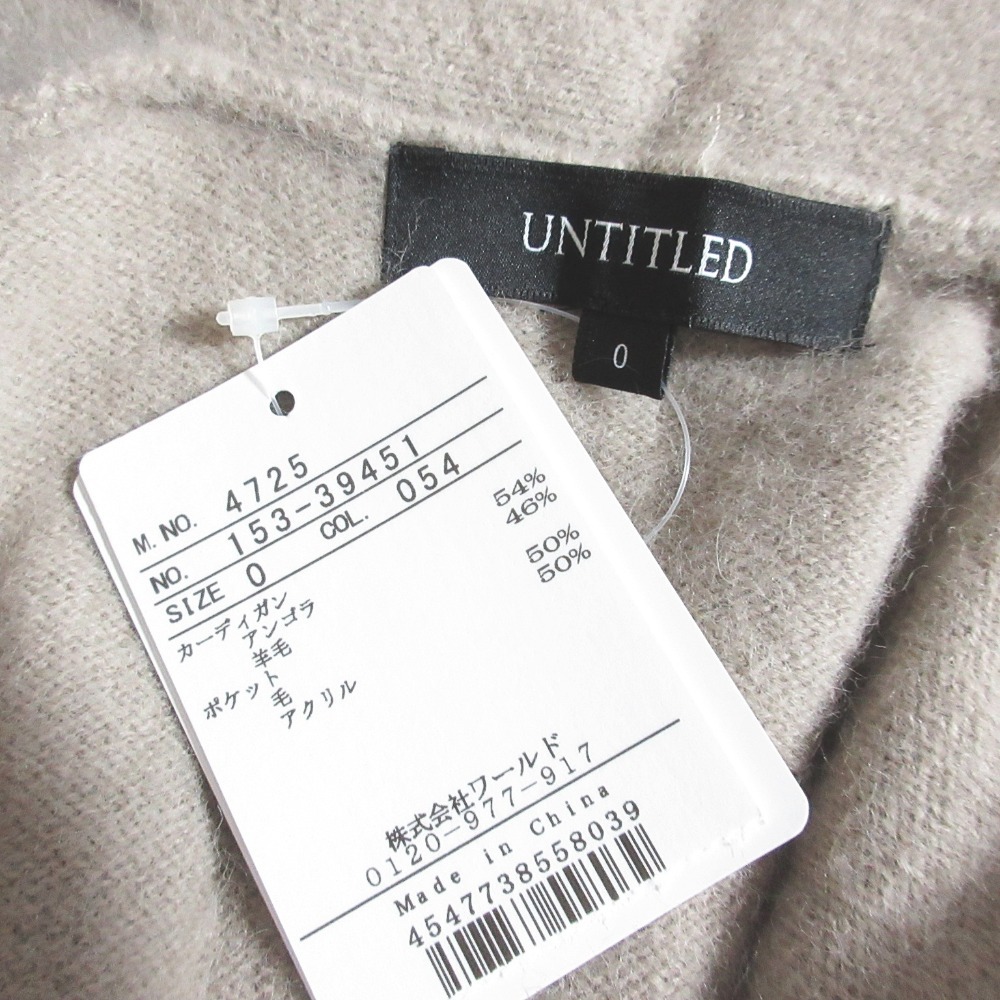 UNTITLED
0
M.NO. 4725
NO. 153-39451
SIZE 0 COL. 054
カーディガン
アンゴラ 54%
羊毛 46%
ポケット
毛 50%
アクリル 50%
株式会社ワールド
0120-977-917
Made in China
4547738558039